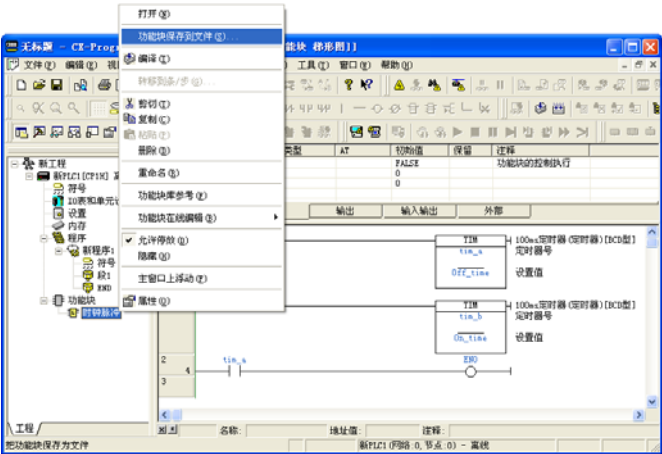 无标题 - CX-Progr
能块 梯形图]]
文件(F) 编辑(E) 视
工具(T) 窗口(W) 帮助(H)
打开(O)
功能块保存到文件(S)...
编译(C)
转移到条/步(G)...
剪切(T)
复制(C)
粘贴(P)
删除(D)
重命名(R)
功能块库参考(F)
功能块在线编辑(B)
允许停放(D)
隐藏(H)
主窗口上浮动(F)
属性(O)
类型 AT 初始值 保留 注释
FALSE 功能块的控制执行
0
0
输出 输入输出 外部
新工程
新PLC1[CP1H] 离
符号
IO表和单元设
设置
内存
程序
新程序1
符号
段1
END
功能块
时钟脉冲
TIM 100ms定时器(定时器)[BCD型]
tim_a 定时器号
Off_time 设置值
TIM 100ms定时器(定时器)[BCD型]
tim_b 定时器号
On_time 设置值
2
4
tim_a
ENO
3
工程
名称: 地址值: 注释:
把功能块保存为文件
新PLC1(网络:0,节点:0) - 离线